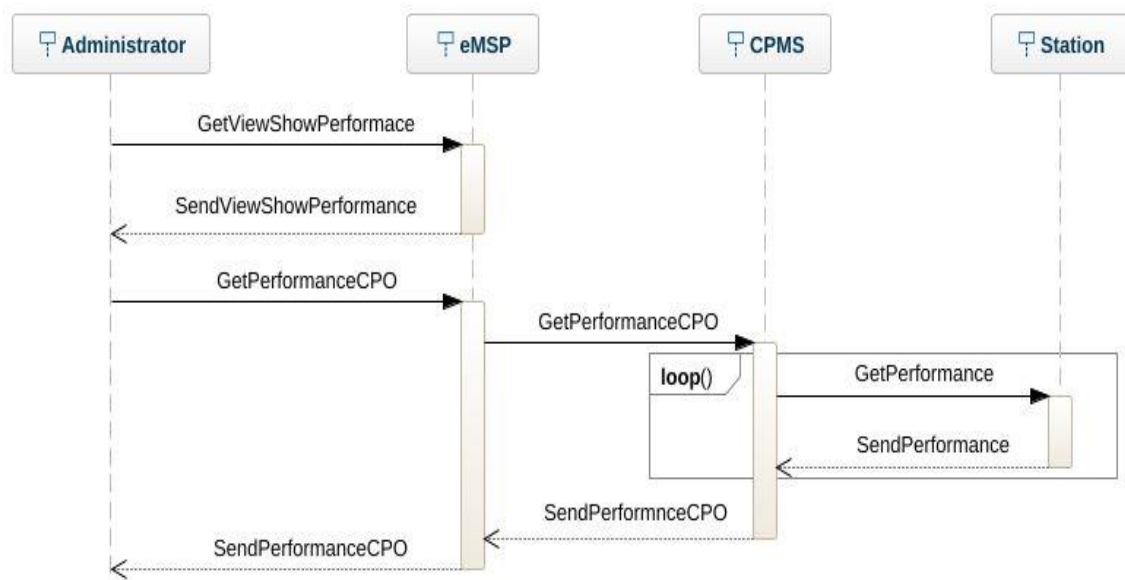 Administrator
eMSP
CPMS
Station
GetViewShowPerformace
SendViewShowPerformance
GetPerformanceCPO
GetPerformanceCPO
loop()
GetPerformance
SendPerformance
SendPerformnceCPO
SendPerformanceCPO